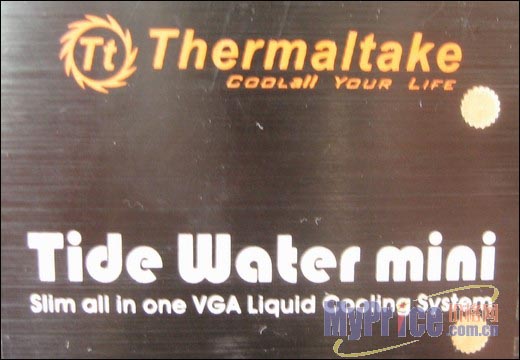 Tt Thermaltake
COOLall YOUR LIFE
Tide Water mini
Slim all in one VGA Liquid Cooling System
MyPrice
.com.cn